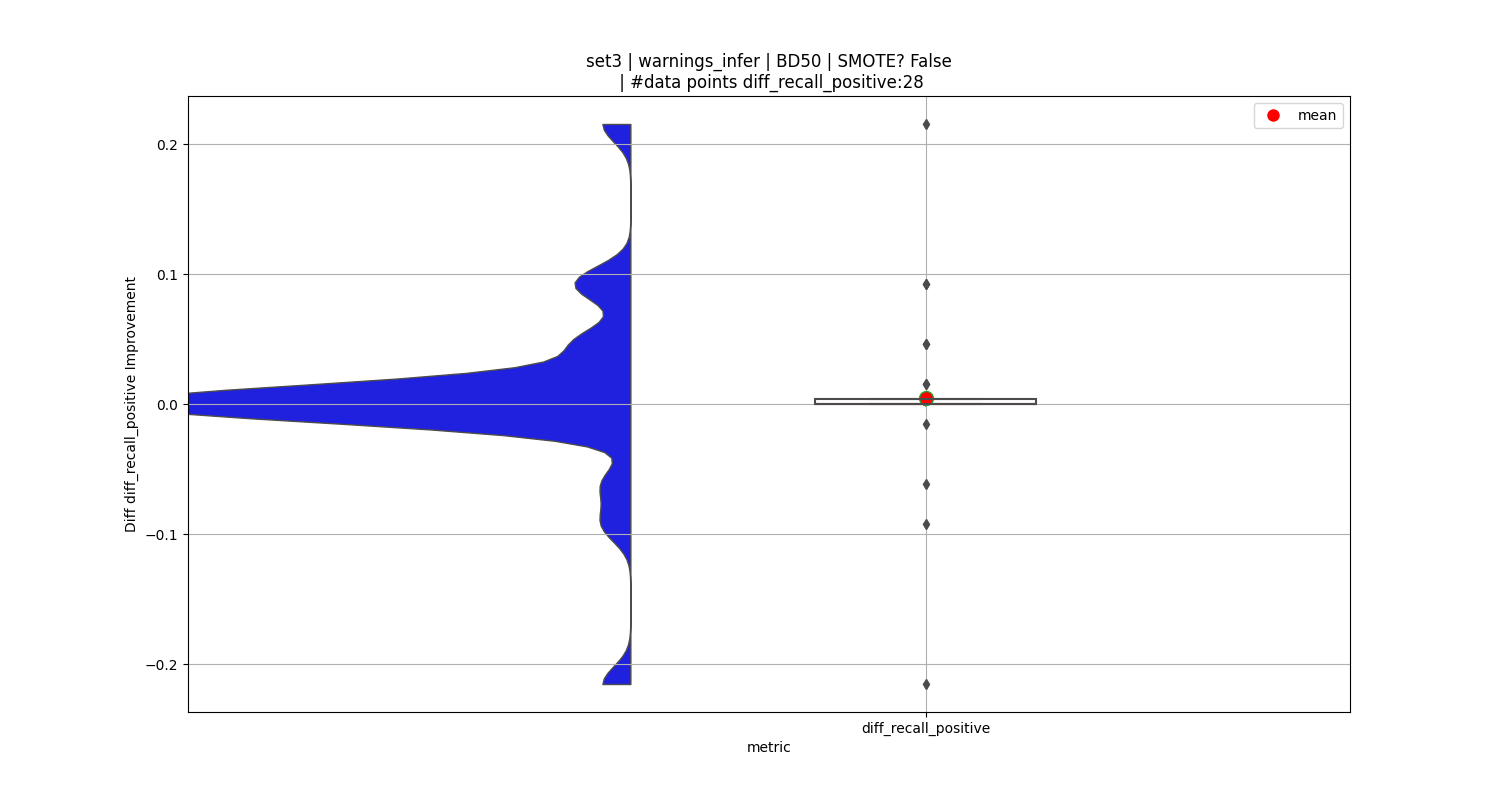 set3 | warnings_infer | BD50 | SMOTE? False
| #data points diff_recall_positive:28
mean
0.2
0.1
0.0
−0.1
−0.2
Diff diff_recall_positive Improvement
diff_recall_positive
metric